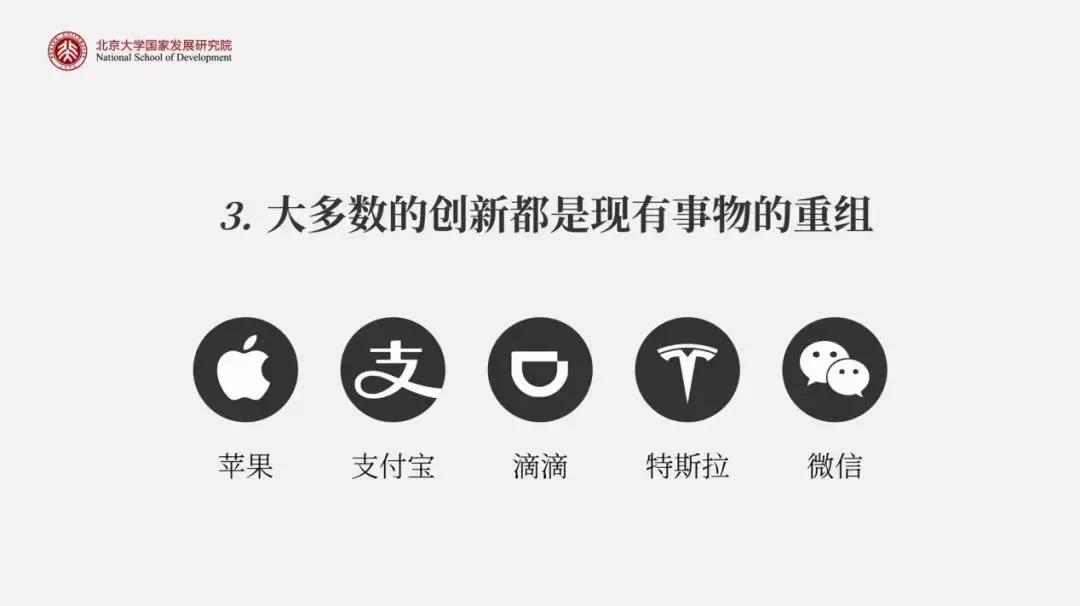 北京大学国家发展研究院
National School of Development
3. 大多数的创新都是现有事物的重组
支
苹果
支付宝
滴滴
特斯拉
微信